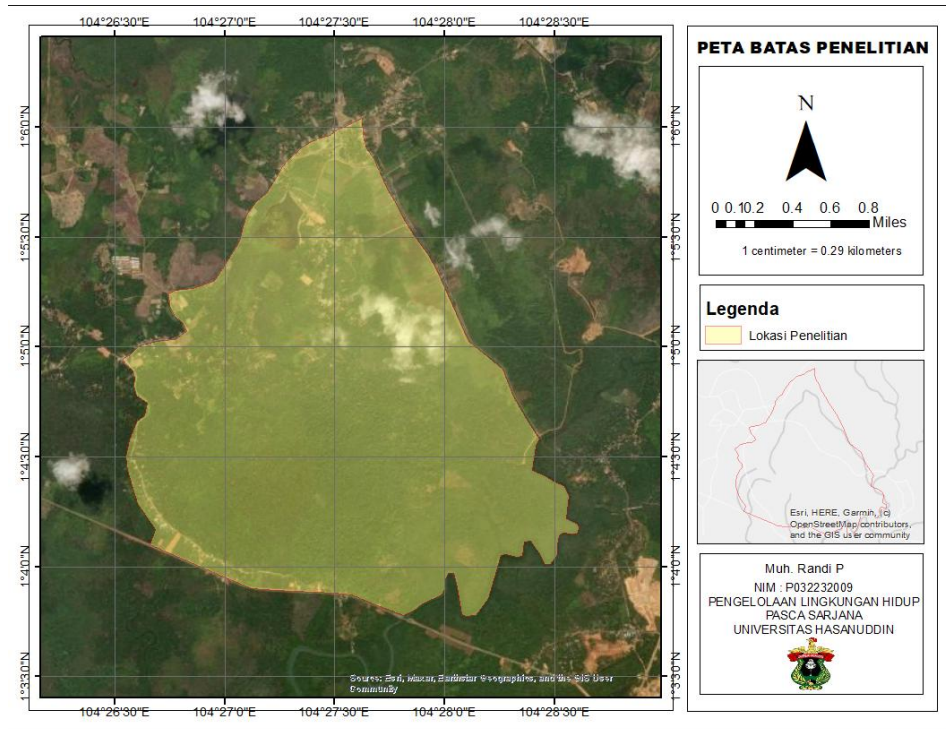 104°26'30"E 104°27'0"E 104°27'30"E 104°28'0"E 104°28'30"E
1°6'0"N 1°6'0"N
1°5'30"N 1°5'30"N
1°5'0"N 1°5'0"N
1°4'30"N 1°4'30"N
1°4'0"N 1°4'0"N
1°3'30"N 1°3'30"N
Source: Esri, Maxar, Earthstar Geographics, and the GIS User
Community
104°26'30"E 104°27'0"E 104°27'30"E 104°28'0"E 104°28'30"E
PETA BATAS PENELITIAN
N
0 0.10.2 0.4 0.6 0.8
Miles
1 centimeter = 0.29 kilometers
Legenda
Lokasi Penelitian
Esri, HERE, Garmin, (c)
OpenStreetMap contributors,
and the GIS user community
Muh. Randi P
NIM : P032232009
PENGELOLAAN LINGKUNGAN HIDUP
PASCA SARJANA
UNIVERSITAS HASANUDDIN